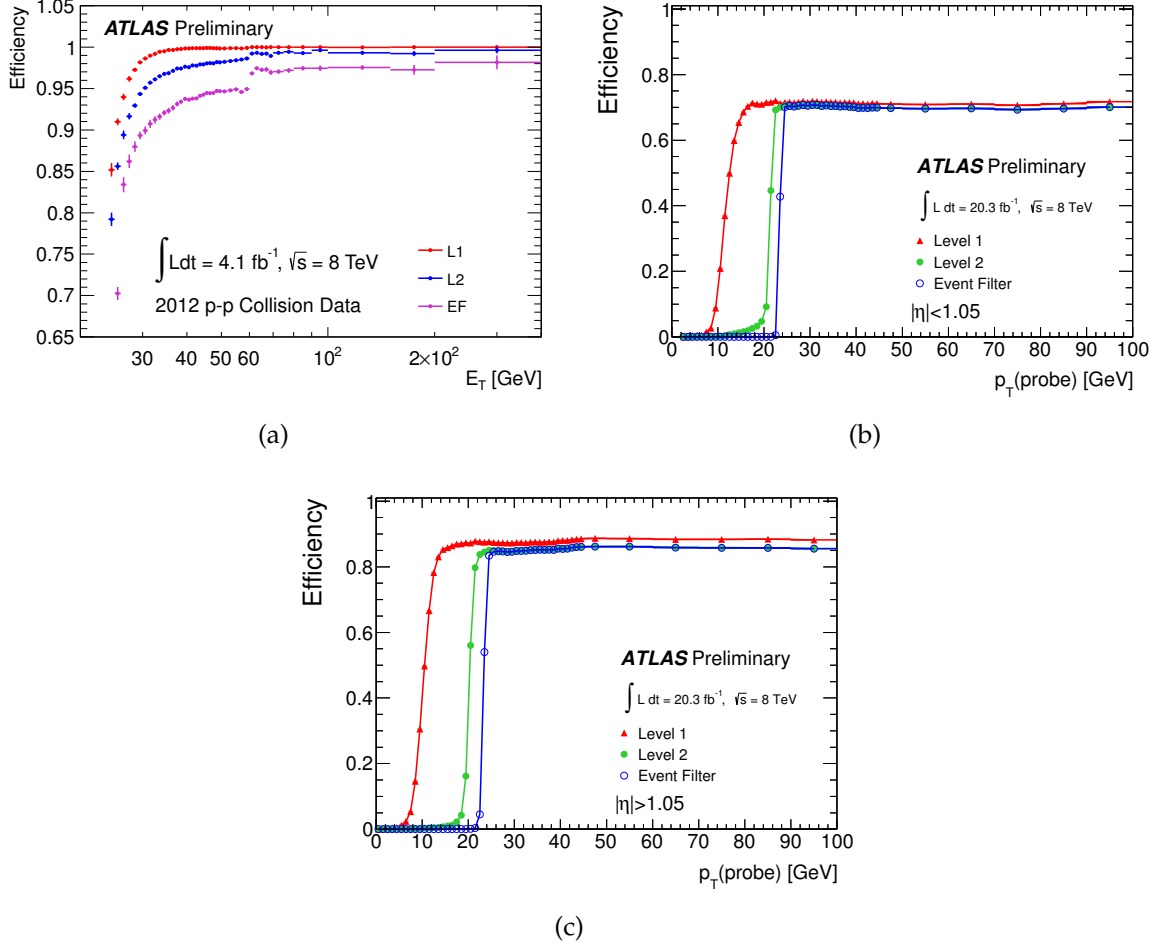 ATLAS Preliminary
Efficiency
1.05
1
0.95
0.9
0.85
0.8
0.75
0.7
0.65
∫ Ldt = 4.1 fb⁻¹, √s = 8 TeV
2012 p-p Collision Data
L1
L2
EF
30 40 50 60 10² 2×10²
E_T [GeV]
(a)
Efficiency
1
0.8
0.6
0.4
0.2
0
ATLAS Preliminary
∫ L dt = 20.3 fb⁻¹, √s = 8 TeV
Level 1
Level 2
Event Filter
|η|<1.05
0 10 20 30 40 50 60 70 80 90 100
p_T(probe) [GeV]
(b)
Efficiency
1
0.8
0.6
0.4
0.2
0
ATLAS Preliminary
∫ L dt = 20.3 fb⁻¹, √s = 8 TeV
Level 1
Level 2
Event Filter
|η|>1.05
0 10 20 30 40 50 60 70 80 90 100
p_T(probe) [GeV]
(c)